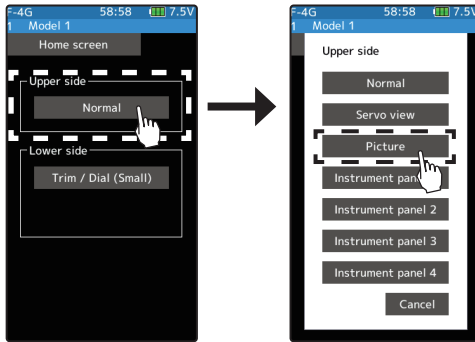 F-4G 58:58 7.5V
1 Model 1
Home screen
Upper side
Normal
Lower side
Trim / Dial (Small)
F-4G 58:58 7.5V
1 Model 1
Upper side
Normal
Servo view
Picture
Instrument pan
Instrument panel 2
Instrument panel 3
Instrument panel 4
Cancel